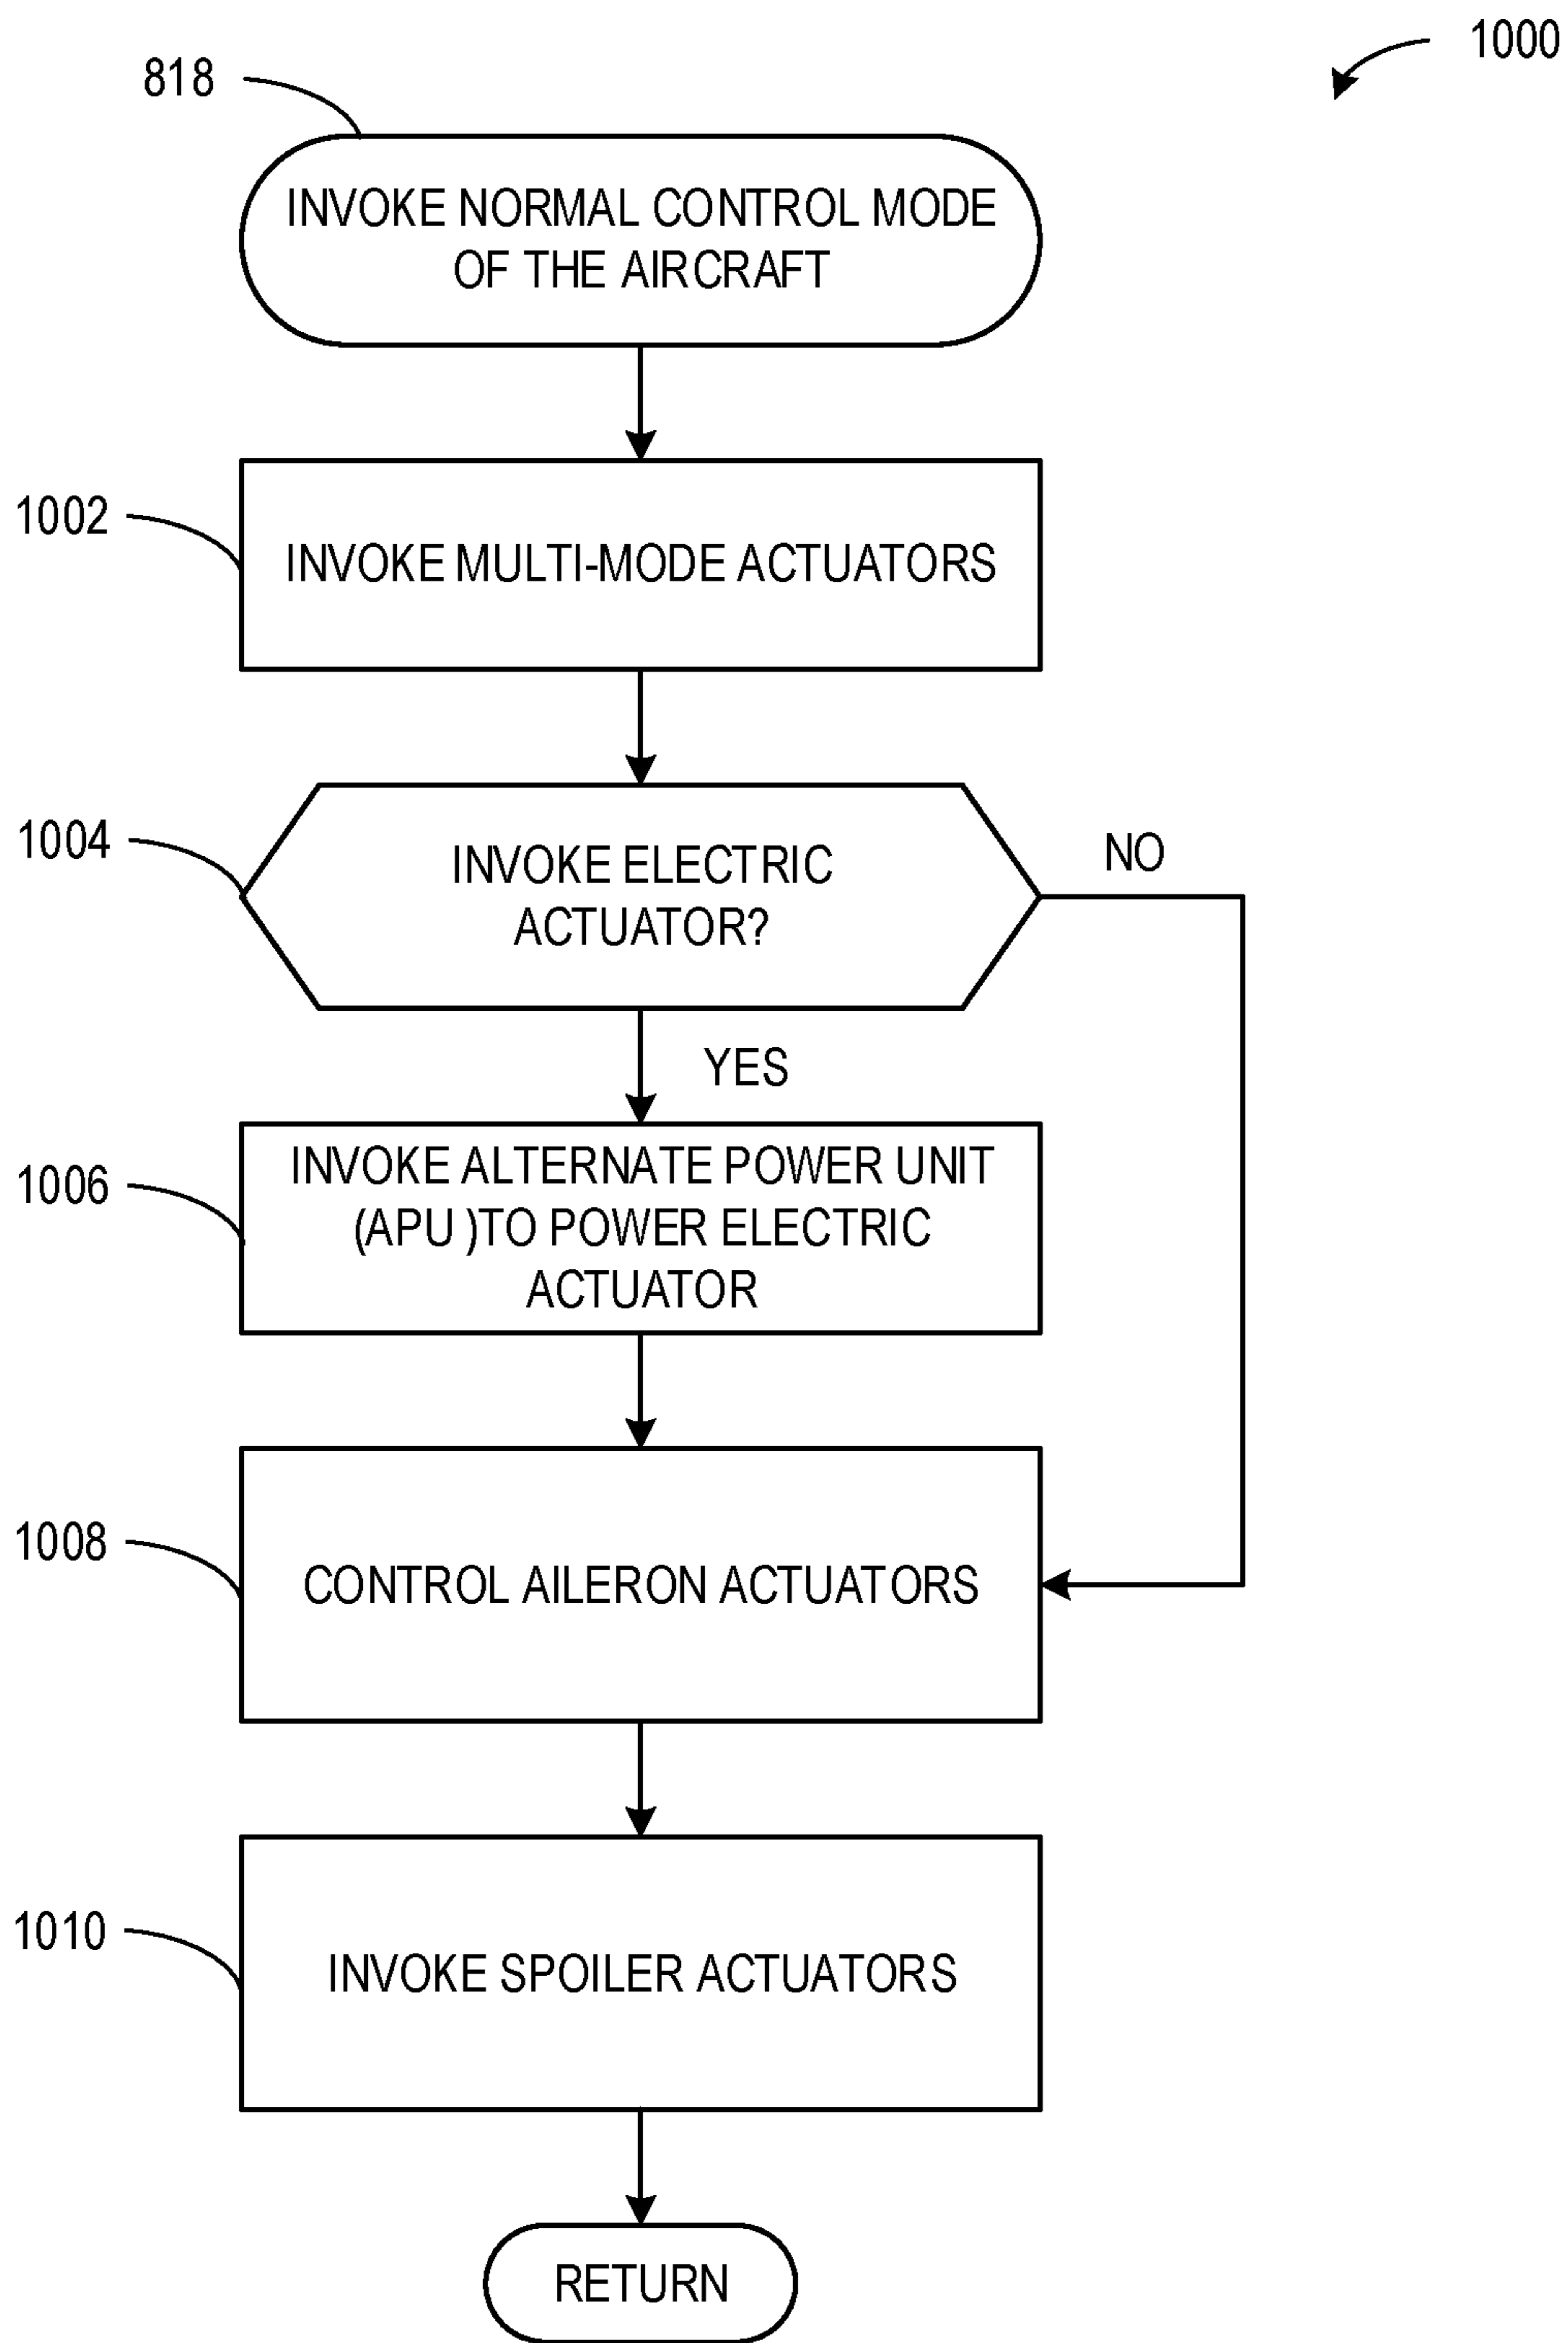 1000
818
INVOKE NORMAL CONTROL MODE
OF THE AIRCRAFT
1002
INVOKE MULTI-MODE ACTUATORS
1004
INVOKE ELECTRIC
ACTUATOR?
NO
YES
1006
INVOKE ALTERNATE POWER UNIT
(APU )TO POWER ELECTRIC
ACTUATOR
1008
CONTROL AILERON ACTUATORS
1010
INVOKE SPOILER ACTUATORS
RETURN